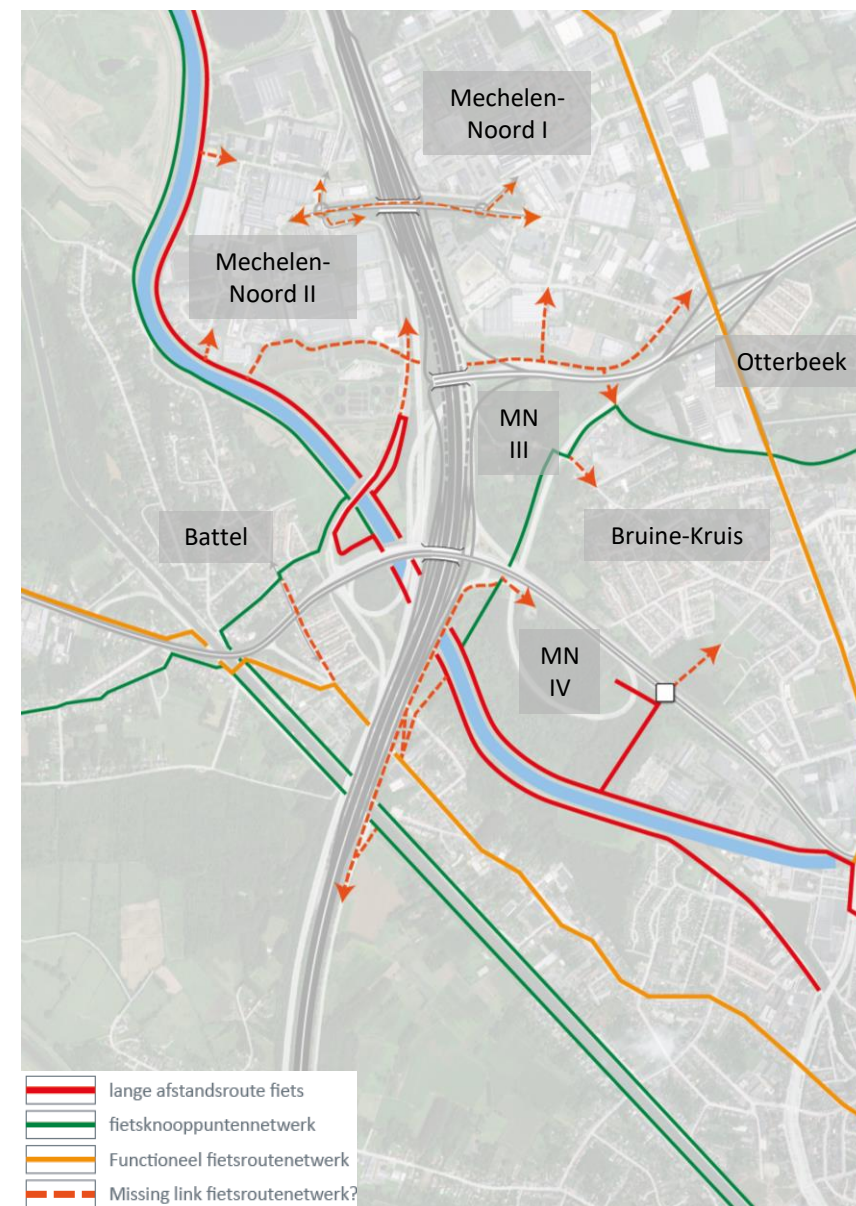 Mechelen-
Noord I
Mechelen-
Noord II
Otterbeek
MN
III
Battel
Bruine-Kruis
MN
IV
lange afstandsroute fiets
fietsknooppuntennetwerk
Functioneel fietsroutenetwerk
Missing link fietsroutenetwerk?